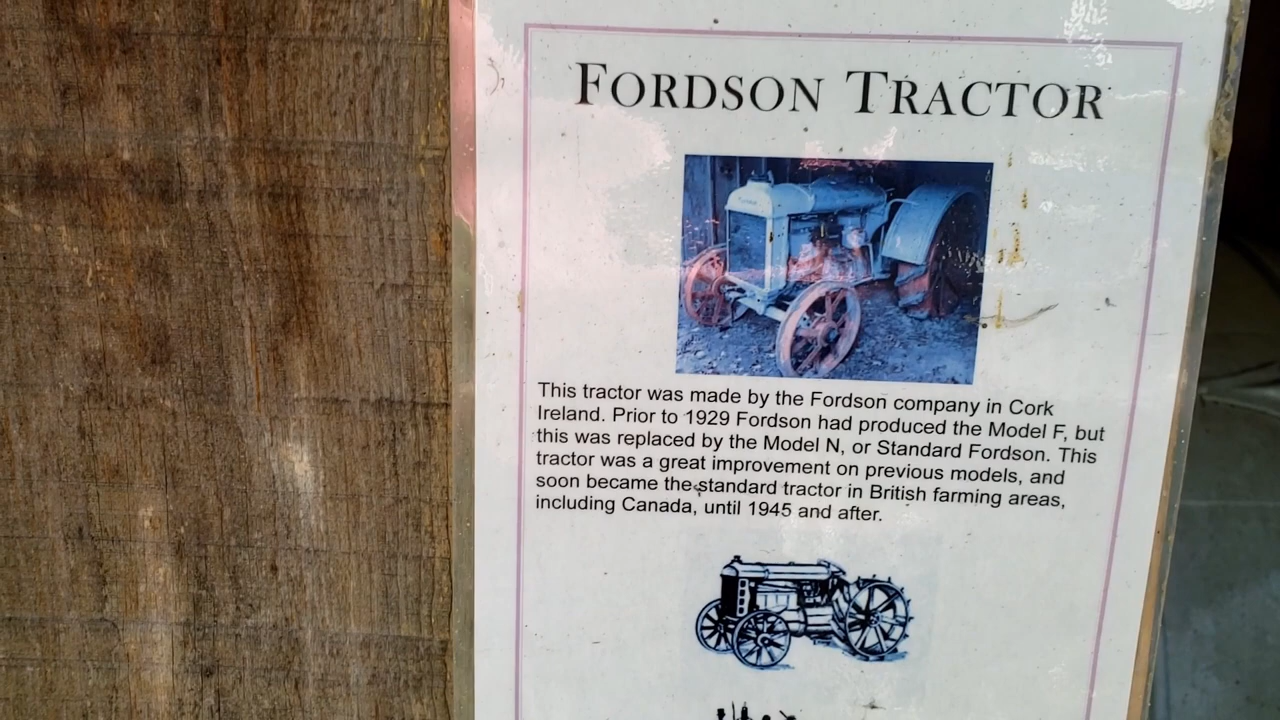 FORDSON TRACTOR
This tractor was made by the Fordson company in Cork
Ireland. Prior to 1929 Fordson had produced the Model F, but
this was replaced by the Model N, or Standard Fordson. This
tractor was a great improvement on previous models, and
soon became the standard tractor in British farming areas,
including Canada, until 1945 and after.